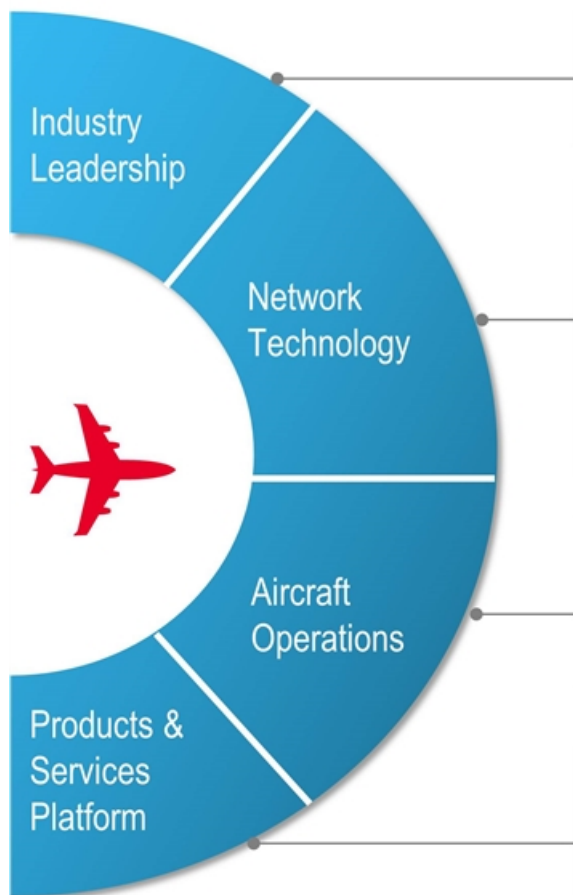 Industry
Leadership
Network
Technology
Aircraft
Operations
Products &
Services
Platform